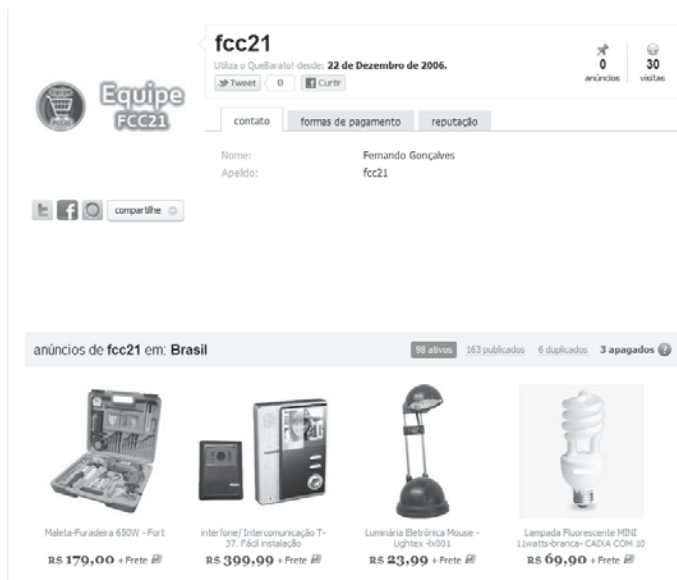 fcc21
Utiliza o QueBarato! desde: 22 de Dezembro de 2006.
Tweet 0 Curtir
0 anúncios
30 visitas
Equipe
FCC21
contato formas de pagamento reputação
Nome: Fernando Gonçalves
Apelido: fcc21
compartilhe
anúncios de fcc21 em: Brasil
98 ativos 163 publicados 6 duplicados 3 apagados ?
Maleta-Furadeira 650W - Fort
R$ 179,00 + Frete
interfone/ Intercomunicação T-
37. Fácil instalação
R$ 399,99 + Frete
Luminária Eletrônica Mouse -
Lightex -lx001
R$ 23,99 + Frete
Lampada Fluorescente MINI
11watts-branca- CAIXA COM 10
R$ 69,90 + Frete